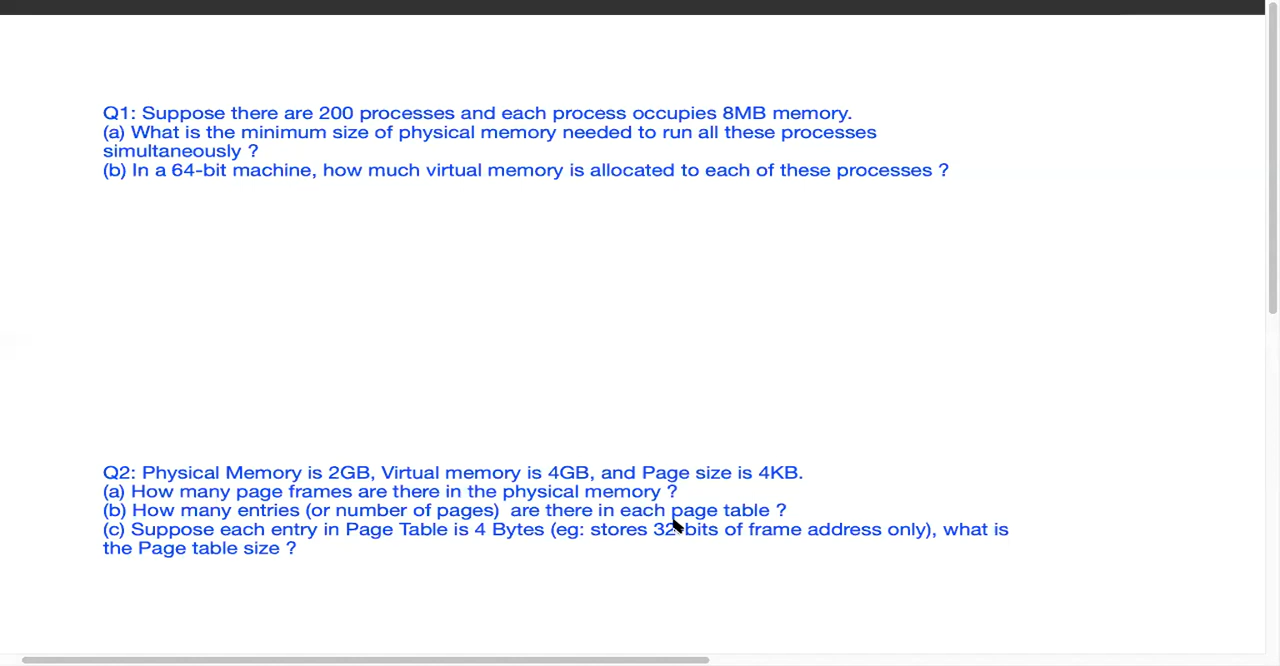 Q1: Suppose there are 200 processes and each process occupies 8MB memory.
(a) What is the minimum size of physical memory needed to run all these processes
simultaneously ?
(b) In a 64-bit machine, how much virtual memory is allocated to each of these processes ?
Q2: Physical Memory is 2GB, Virtual memory is 4GB, and Page size is 4KB.
(a) How many page frames are there in the physical memory ?
(b) How many entries (or number of pages)  are there in each page table ?
(c) Suppose each entry in Page Table is 4 Bytes (eg: stores 32-bits of frame address only), what is
the Page table size ?